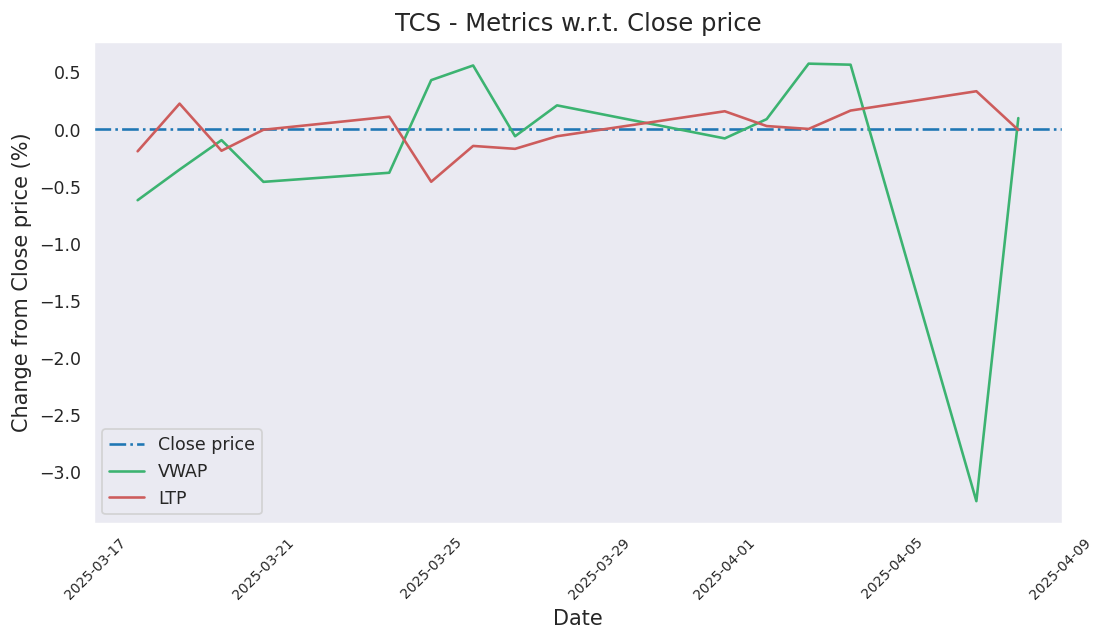 TCS - Metrics w.r.t. Close price
Change from Close price (%)
0.5
0.0
−0.5
−1.0
−1.5
−2.0
−2.5
−3.0
Close price
VWAP
LTP
2025-03-17
2025-03-21
2025-03-25
2025-03-29
2025-04-01
2025-04-05
2025-04-09
Date